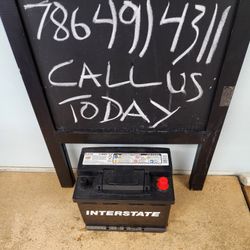 7864914311
CALL US
TODAY
INTERSTATE